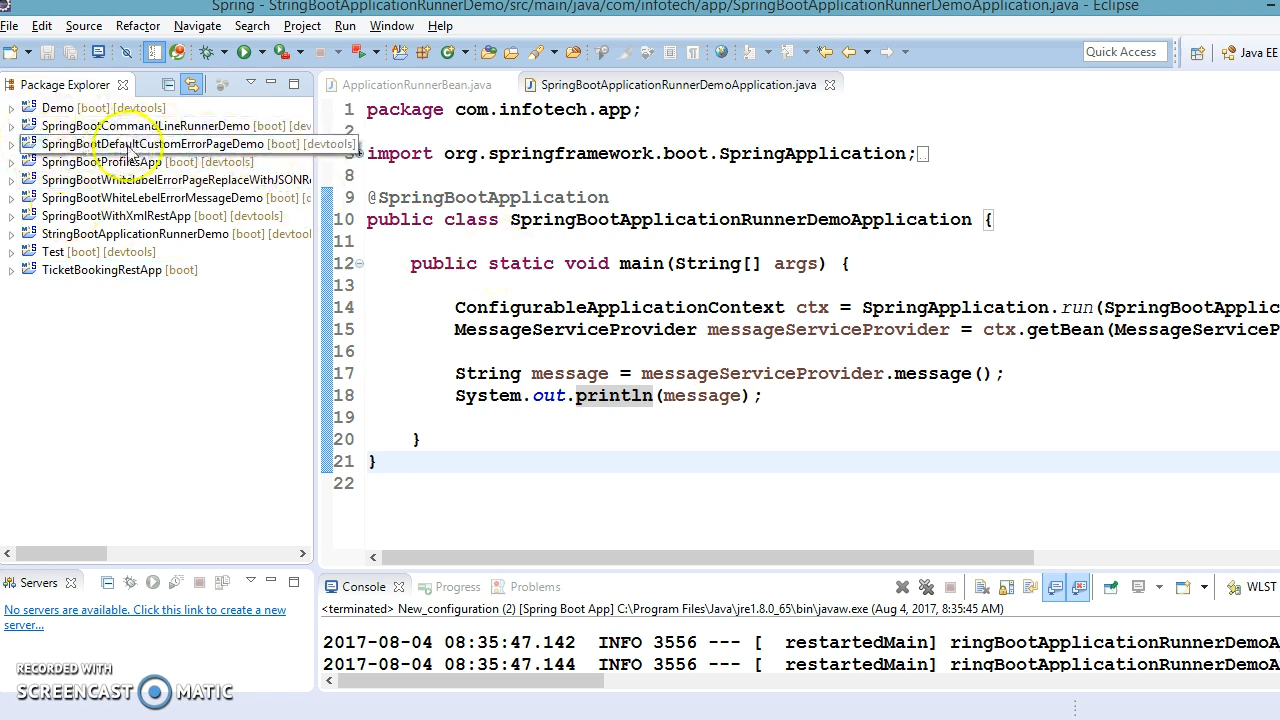 Spring - StringBootApplicationRunnerDemo/src/main/java/com/infotech/app/SpringBootApplicationRunnerDemoApplication.java - Eclipse
File Edit Source Refactor Navigate Search Project Run Window Help
Quick Access
Java EE
Package Explorer
ApplicationRunnerBean.java
SpringBootApplicationRunnerDemoApplication.java
Demo [boot] [devtools]
SpringBootCommandLineRunnerDemo [boot] [dev
SpringBootDefaultCustomErrorPageDemo [boot] [devtools]
SpringBootProfilesApp [boot] [devtools]
SpringBootWhitelabelErrorPageReplaceWithJSONRe
SpringBootWhiteLebelErrorMessageDemo [boot] [c
SpringBootWithXmlRestApp [boot] [devtools]
StringBootApplicationRunnerDemo [boot] [devtool
Test [boot] [devtools]
TicketBookingRestApp [boot]
1 package com.infotech.app;
2
import org.springframework.boot.SpringApplication;
8
9 @SpringBootApplication
10 public class SpringBootApplicationRunnerDemoApplication {
11
12 public static void main(String[] args) {
13
14 ConfigurableApplicationContext ctx = SpringApplication.run(SpringBootApplic
15 MessageServiceProvider messageServiceProvider = ctx.getBean(MessageServiceP
16
17 String message = messageServiceProvider.message();
18 System.out.println(message);
19
20 }
21 }
22
Servers
No servers are available. Click this link to create a new
server...
Console
Progress
Problems
WLST
<terminated> New_configuration (2) [Spring Boot App] C:\Program Files\Java\jre1.8.0_65\bin\javaw.exe (Aug 4, 2017, 8:35:45 AM)
2017-08-04 08:35:47.142 INFO 3556 --- [ restartedMain] ringBootApplicationRunnerDemoA
2017-08-04 08:35:47.144 INFO 3556 --- [ restartedMain] ringBootApplicationRunnerDemoA
RECORDED WITH
SCREENCAST MATIC